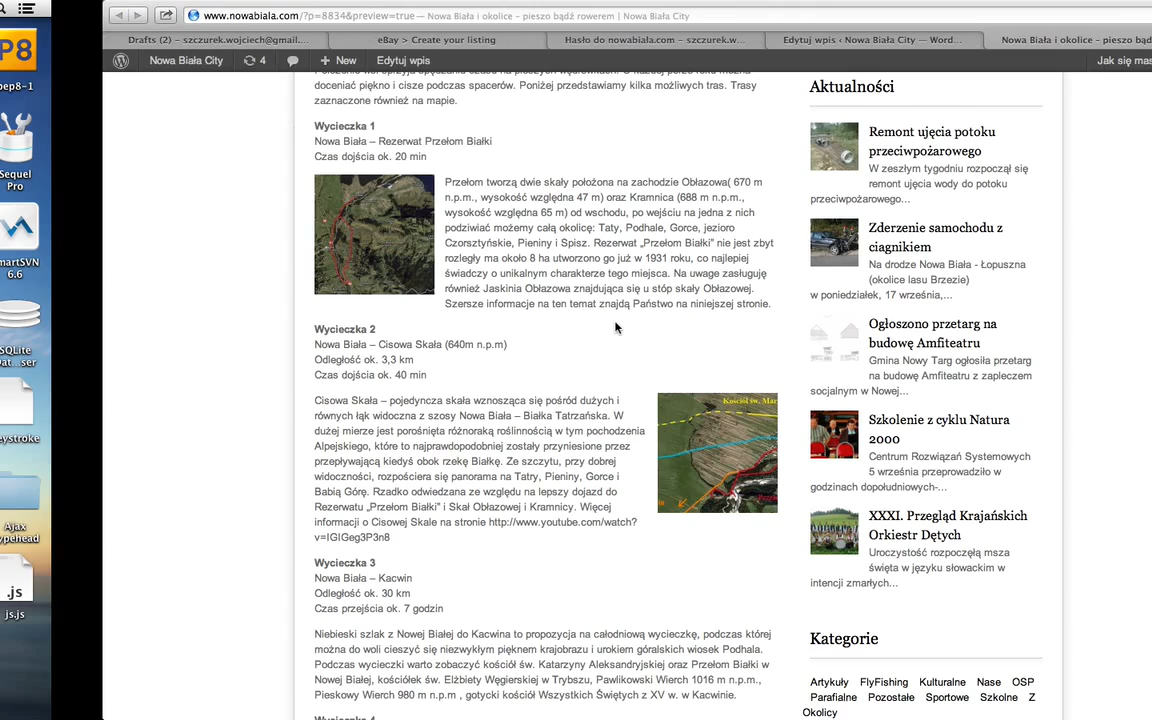 www.nowabiala.com/?p=8834&preview=true — Nowa Biała i okolice - pieszo bądź rowerem | Nowa Biała City
Drafts (2) – szczurek.wojciech@gmail....
eBay > Create your listing
Hasło do nowabiala.com – szczurek.w...
Edytuj wpis ‹ Nowa Biała City — Word...
Nowa Biała i okolice – pieszo bąd
Nowa Biała City
4
New
Edytuj wpis
Jak się mas
P8
pep8-1
Sequel
Pro
martSVN
6.6
SQLite
Dat...ser
eystroke
Ajax
ypehead
.js
js.js
doceniać piękno i cisze podczas spacerów. Poniżej przedstawiamy kilka możliwych tras. Trasy
zaznaczone również na mapie.
Wycieczka 1
Nowa Biała – Rezerwat Przełom Białki
Czas dojścia ok. 20 min
Przełom tworzą dwie skały położona na zachodzie Obłazowa( 670 m
n.p.m., wysokość względna 47 m) oraz Kramnica (688 m n.p.m.,
wysokość względna 65 m) od wschodu, po wejściu na jedna z nich
podziwiać możemy całą okolicę: Taty, Podhale, Gorce, jezioro
Czorsztyńskie, Pieniny i Spisz. Rezerwat „Przełom Białki” nie jest zbyt
rozległy ma około 8 ha utworzono go już w 1931 roku, co najlepiej
świadczy o unikalnym charakterze tego miejsca. Na uwage zasługuję
również Jaskinia Obłazowa znajdująca się u stóp skały Obłazowej.
Szersze informacje na ten temat znajdą Państwo na niniejszej stronie.
Wycieczka 2
Nowa Biała – Cisowa Skała (640m n.p.m)
Odległość ok. 3,3 km
Czas dojścia ok. 40 min
Cisowa Skała – pojedyncza skała wznosząca się pośród dużych i
równych łąk widoczna z szosy Nowa Biała – Białka Tatrzańska. W
dużej mierze jest porośnięta różnoraką roślinnością w tym pochodzenia
Alpejskiego, które to najprawdopodobniej zostały przyniesione przez
przepływającą kiedyś obok rzekę Białkę. Ze szczytu, przy dobrej
widoczności, rozpościera się panorama na Tatry, Pieniny, Gorce i
Babią Górę. Rzadko odwiedzana ze względu na lepszy dojazd do
Rezerwatu „Przełom Białki” i Skał Obłazowej i Kramnicy. Więcej
informacji o Cisowej Skale na stronie http://www.youtube.com/watch?
v=IGIGeg3P3n8
Kościół św. Mar
Wycieczka 3
Nowa Biała – Kacwin
Odległość ok. 30 km
Czas przejścia ok. 7 godzin
Niebieski szlak z Nowej Białej do Kacwina to propozycja na całodniową wycieczkę, podczas której
można do woli cieszyć się niezwykłym pięknem krajobrazu i urokiem góralskich wiosek Podhala.
Podczas wycieczki warto zobaczyć kościół św. Katarzyny Aleksandryjskiej oraz Przełom Białki w
Nowej Białej, kościółek św. Elżbiety Węgierskiej w Trybszu, Pawlikowski Wierch 1016 m n.p.m.,
Pieskowy Wierch 980 m n.p.m , gotycki kościół Wszystkich Świętych z XV w. w Kacwinie.
Aktualności
Remont ujęcia potoku
przeciwpożarowego
W zeszłym tygodniu rozpoczął się
remont ujęcia wody do potoku
przeciwpożarowego...
Zderzenie samochodu z
ciagnikiem
Na drodze Nowa Biała - Łopuszna
(okolice lasu Brzezie)
w poniedziałek, 17 września,...
Ogłoszono przetarg na
budowę Amfiteatru
Gmina Nowy Targ ogłosiła przetarg
na budowę Amfiteatru z zapleczem
socjalnym w Nowej...
Szkolenie z cyklu Natura
2000
Centrum Rozwiązań Systemowych
5 września przeprowadziło w
godzinach dopołudniowych-...
XXXI. Przegląd Krajańskich
Orkiestr Dętych
Uroczystość rozpoczęłą msza
święta w języku słowackim w
intencji zmarłych...
Kategorie
Artykuły FlyFishing Kulturalne Nase OSP
Parafialne Pozostałe Sportowe Szkolne Z
Okolicy